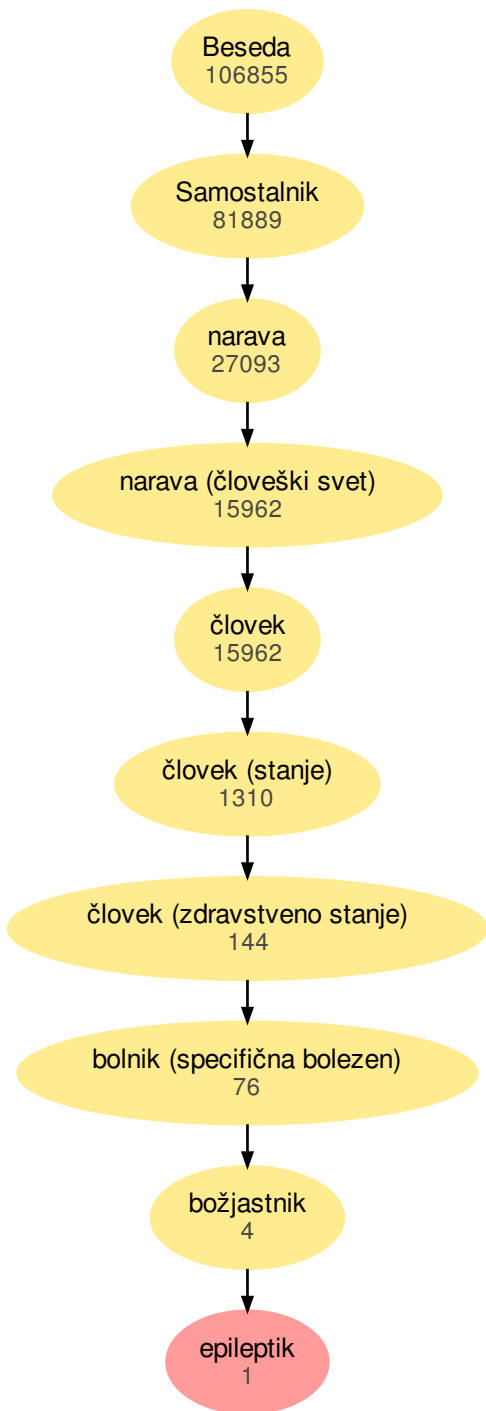 Beseda
106855
Samostalnik
81889
narava
27093
narava (človeški svet)
15962
človek
15962
človek (stanje)
1310
človek (zdravstveno stanje)
144
bolnik (specifična bolezen)
76
božjastnik
4
epileptik
1